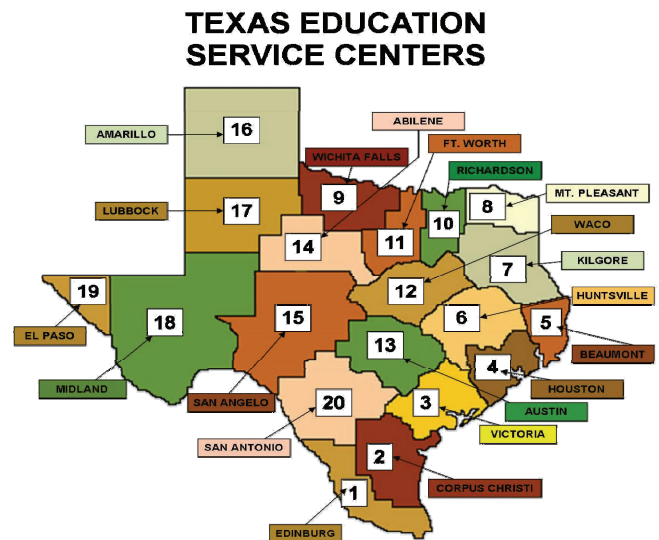 TEXAS EDUCATION
SERVICE CENTERS
ABILENE
16
AMARILLO
FT. WORTH
WICHITA FALLS
RICHARDSON
9
MT. PLEASANT
8
LUBBOCK
17
10
WACO
14
11
KILGORE
7
19
12
HUNTSVILLE
18
15
6
5
EL PASO
13
BEAUMONT
4
MIDLAND
HOUSTON
SAN ANGELO
20
3
AUSTIN
VICTORIA
SAN ANTONIO
2
CORPUS CHRISTI
1
EDINBURG